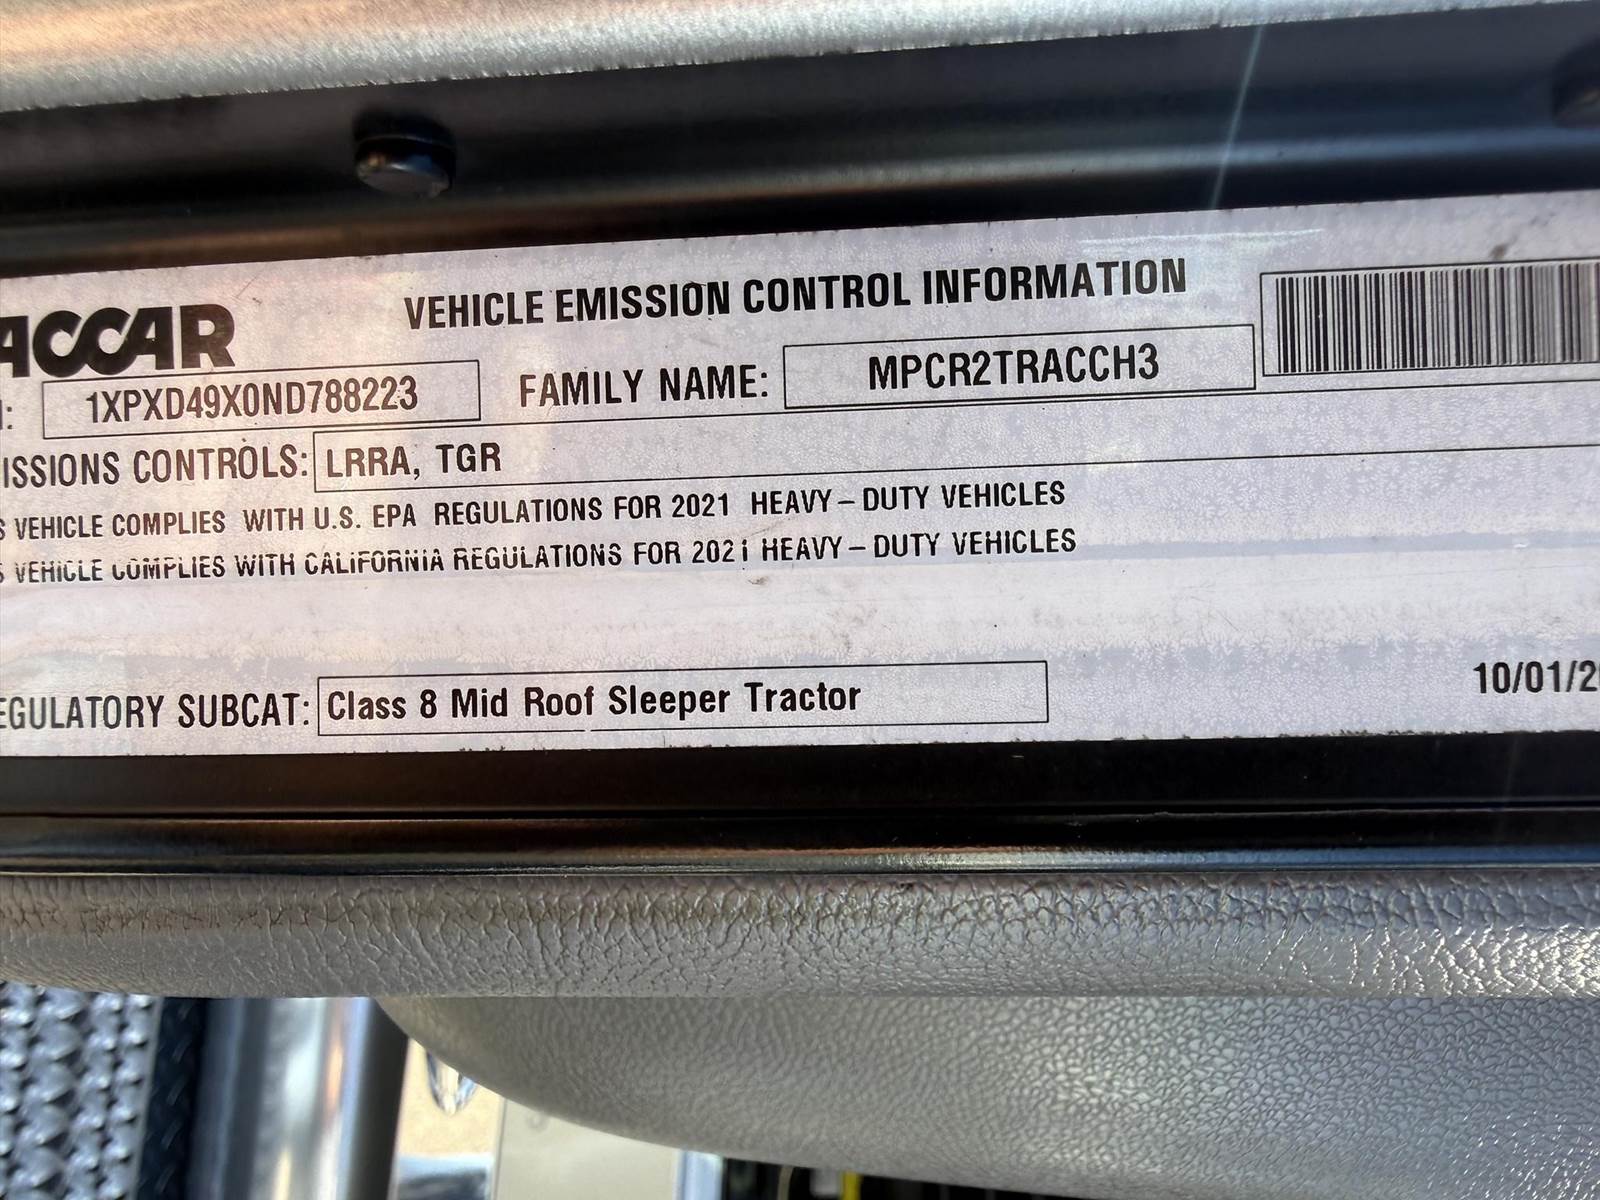 ACCAR
VEHICLE EMISSION CONTROL INFORMATION
1XPXD49X0ND788223
FAMILY NAME: MPCR2TRACCH3
ISSIONS CONTROLS: LRRA, TGR
S VEHICLE COMPLIES WITH U.S. EPA REGULATIONS FOR 2021 HEAVY-DUTY VEHICLES
S VEHICLE COMPLIES WITH CALIFORNIA REGULATIONS FOR 2021 HEAVY-DUTY VEHICLES
EGULATORY SUBCAT: Class 8 Mid Roof Sleeper Tractor
10/01/2